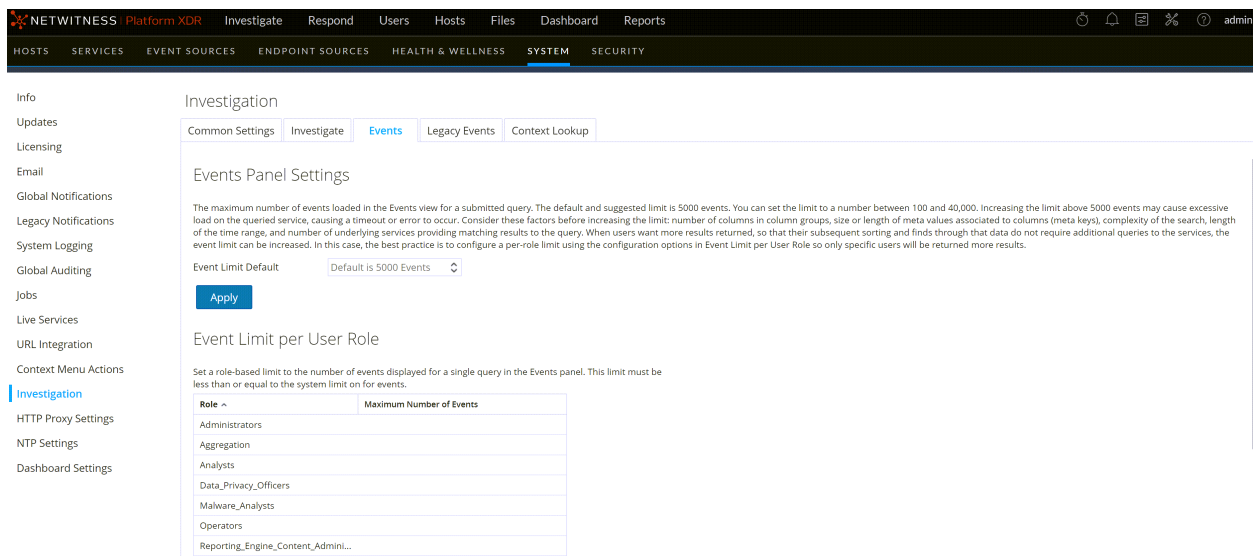 NETWITNESS | Platform XDR Investigate Respond Users Hosts Files Dashboard Reports admin
HOSTS SERVICES EVENT SOURCES ENDPOINT SOURCES HEALTH & WELLNESS SYSTEM SECURITY
Info
Updates
Licensing
Email
Global Notifications
Legacy Notifications
System Logging
Global Auditing
Jobs
Live Services
URL Integration
Context Menu Actions
Investigation
HTTP Proxy Settings
NTP Settings
Dashboard Settings
Investigation
Common Settings Investigate Events Legacy Events Context Lookup
Events Panel Settings
The maximum number of events loaded in the Events view for a submitted query. The default and suggested limit is 5000 events. You can set the limit to a number between 100 and 40,000. Increasing the limit above 5000 events may cause excessive
load on the queried service, causing a timeout or error to occur. Consider these factors before increasing the limit: number of columns in column groups, size or length of meta values associated to columns (meta keys), complexity of the search, length
of the time range, and number of underlying services providing matching results to the query. When users want more results returned, so that their subsequent sorting and finds through that data do not require additional queries to the services, the
event limit can be increased. In this case, the best practice is to configure a per-role limit using the configuration options in Event Limit per User Role so only specific users will be returned more results.
Event Limit Default Default is 5000 Events
Apply
Event Limit per User Role
Set a role-based limit to the number of events displayed for a single query in the Events panel. This limit must be
less than or equal to the system limit on for events.
Role Maximum Number of Events
Administrators
Aggregation
Analysts
Data_Privacy_Officers
Malware_Analysts
Operators
Reporting_Engine_Content_Admini...